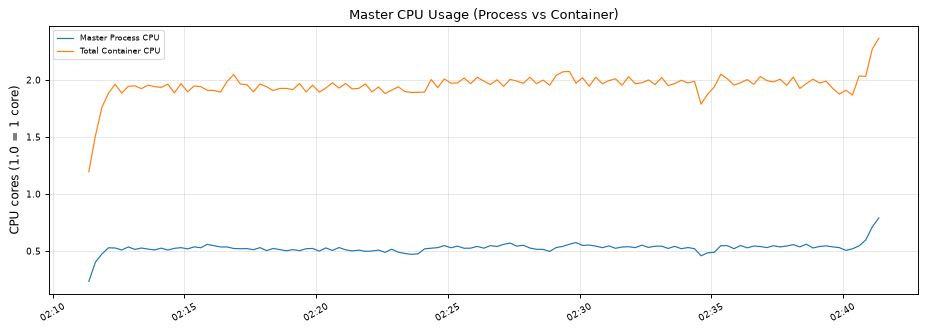 Master CPU Usage (Process vs Container)
Master Process CPU
Total Container CPU
CPU cores (1.0 = 1 core)
2.0
1.5
1.0
0.5
02:10
02:15
02:20
02:25
02:30
02:35
02:40